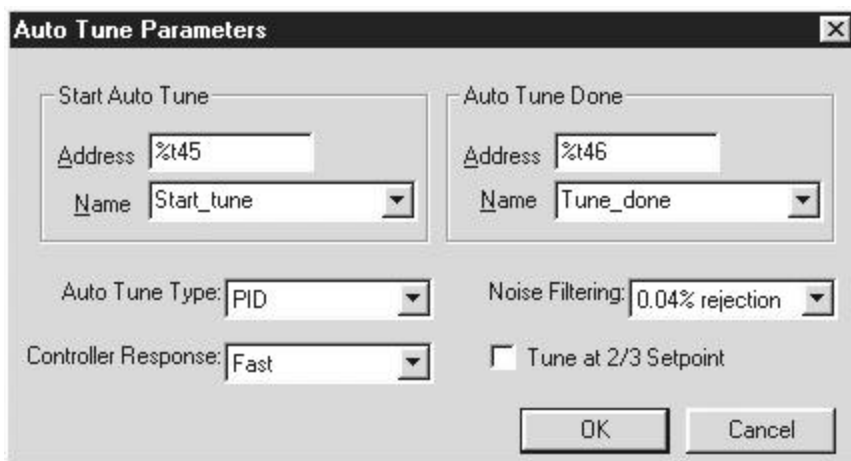 Auto Tune Parameters
Start Auto Tune
Address %t45
Name Start_tune
Auto Tune Done
Address %t46
Name Tune_done
Auto Tune Type: PID
Noise Filtering: 0.04% rejection
Controller Response: Fast
Tune at 2/3 Setpoint
OK
Cancel